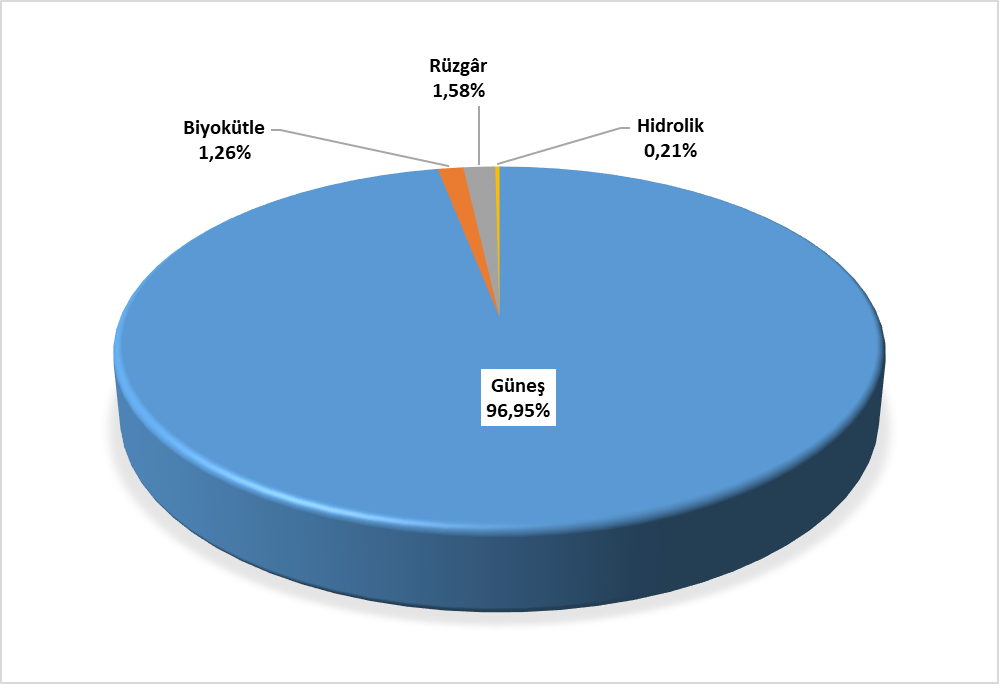 Rüzgâr
1,58%
Biyokütle
1,26%
Hidrolik
0,21%
Güneş
96,95%